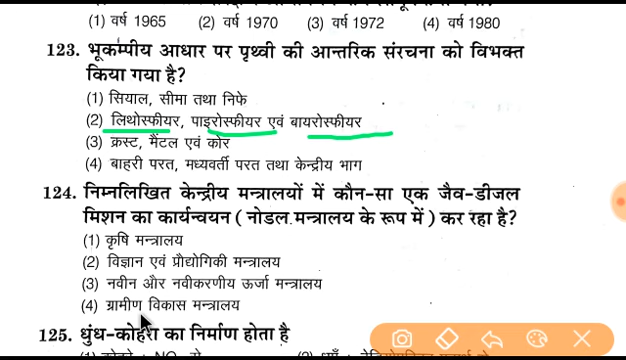 (1) वर्ष 1965 (2) वर्ष 1970 (3) वर्ष 1972 (4) वर्ष 1980
123. भूकम्पीय आधार पर पृथ्वी की आन्तरिक संरचना को विभक्त
किया गया है?
(1) सियाल, सीमा तथा निफे
(2) लिथोस्फीयर, पाइरोस्फीयर एवं बायरोस्फीयर
(3) क्रस्ट, मैंटल एवं कोर
(4) बाहरी परत, मध्यवर्ती परत तथा केन्द्रीय भाग
124. निम्नलिखित केन्द्रीय मन्त्रालयों में कौन-सा एक जैव-डीजल
मिशन का कार्यन्वयन ( नोडल मन्त्रालय के रूप में ) कर रहा है?
(1) कृषि मन्त्रालय
(2) विज्ञान एवं प्रौद्योगिकी मन्त्रालय
(3) नवीन और नवीकरणीय ऊर्जा मन्त्रालय
(4) ग्रामीण विकास मन्त्रालय
125. धुंध-कोहरा का निर्माण होता है